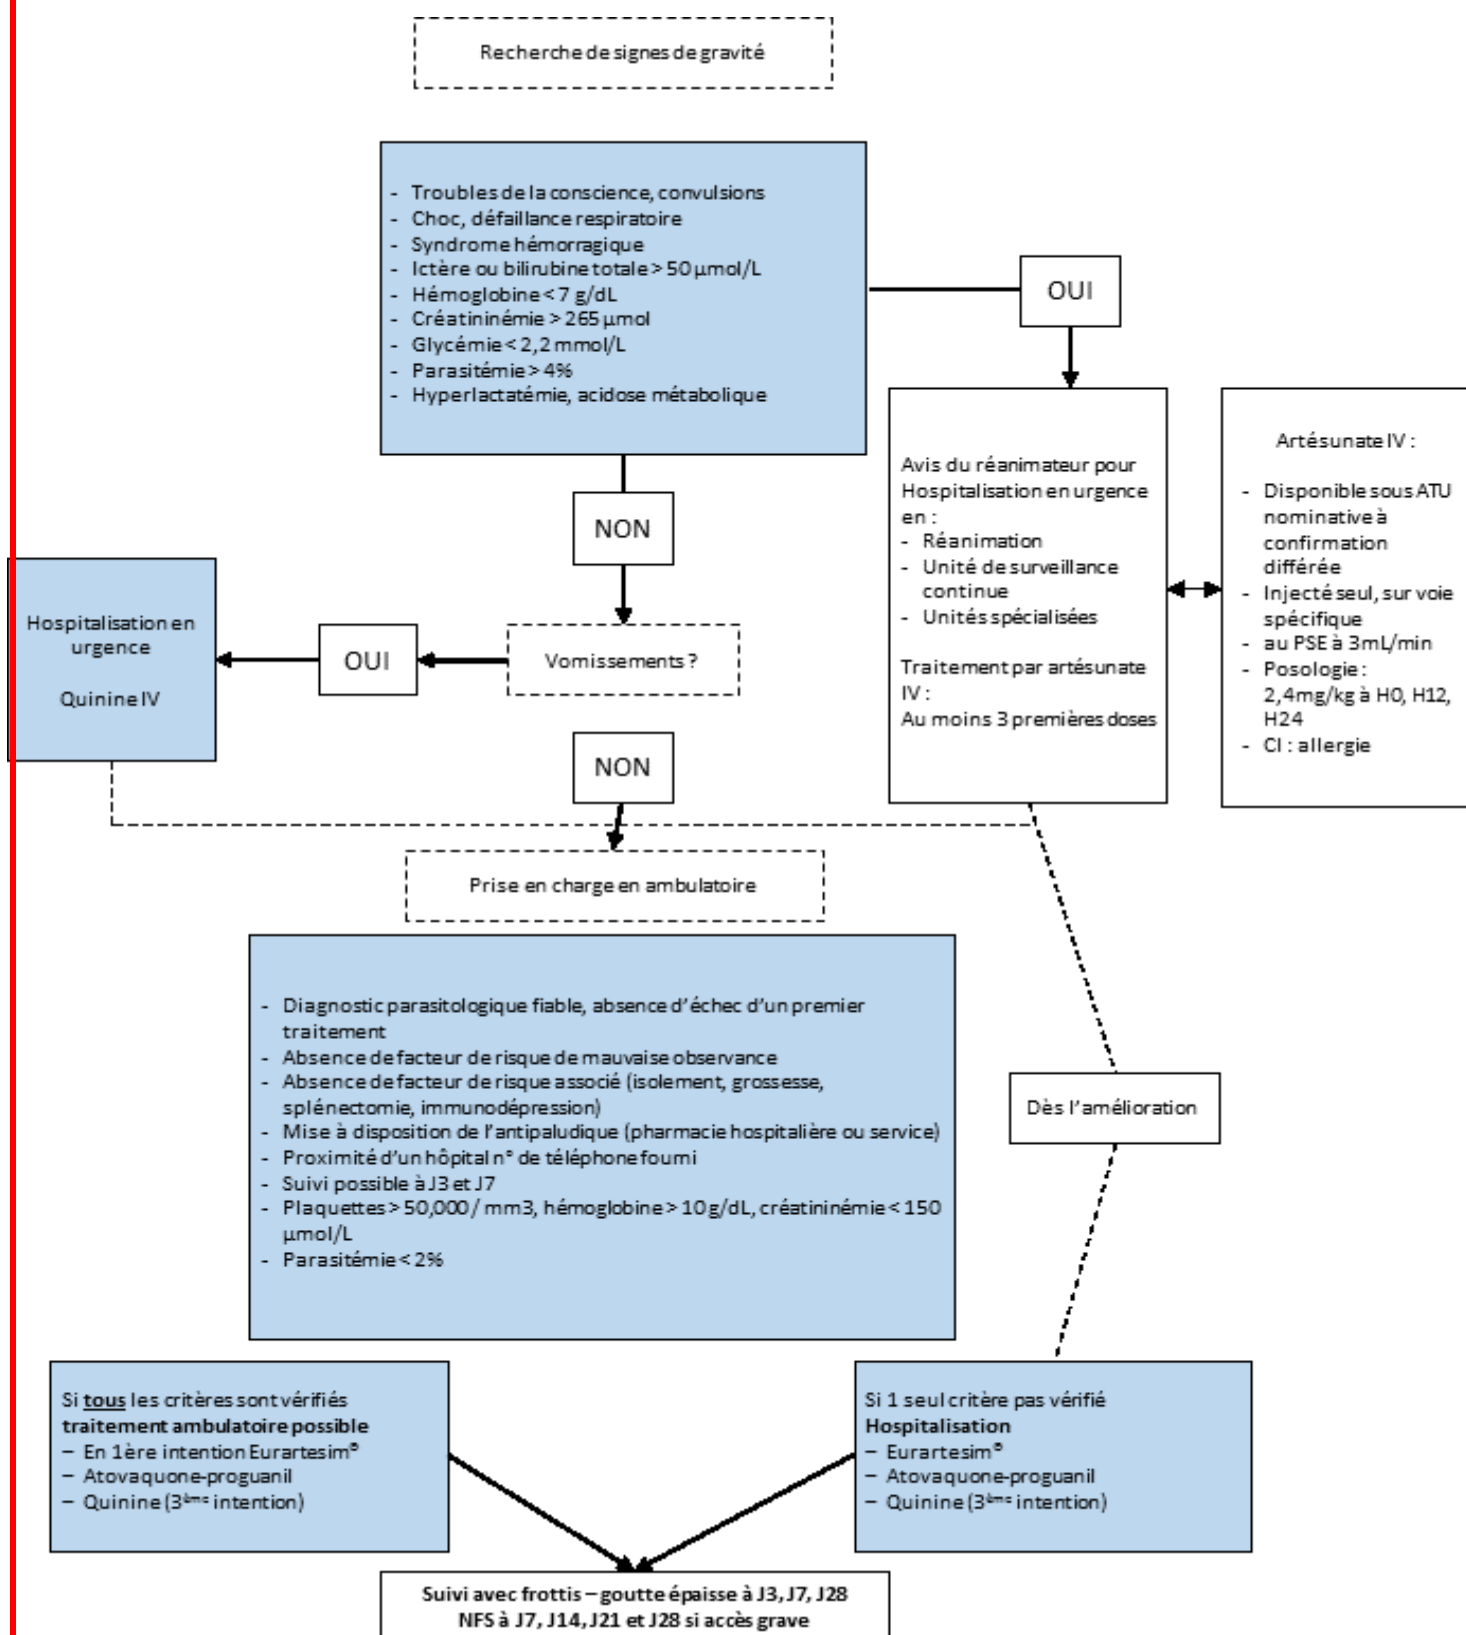 Recherche de signes de gravité
- Troubles de la conscience, convulsions
- Choc, défaillance respiratoire
- Syndrome hémorragique
- Ictère ou bilirubine totale > 50 µmol/L
- Hémoglobine < 7 g/dL
- Créatininémie > 265 µmol
- Glycémie < 2,2 mmol/L
- Parasitémie > 4%
- Hyperlactatémie, acidose métabolique
OUI
Avis du réanimateur pour
Hospitalisation en urgence
en :
- Réanimation
- Unité de surveillance
continue
- Unités spécialisées
Traitement par artésunate
IV :
Au moins 3 premières doses
Artésunate IV :
- Disponible sous ATU
nominative à
confirmation
différée
- Injecté seul, sur voie
spécifique
- au PSE à 3mL/min
- Posologie :
2,4mg/kg à H0, H12,
H24
- CI : allergie
NON
Vomissements ?
OUI
Hospitalisation en
urgence
Quinine IV
NON
Prise en charge en ambulatoire
- Diagnostic parasitologique fiable, absence d'échec d'un premier
traitement
- Absence de facteur de risque de mauvaise observance
- Absence de facteur de risque associé (isolement, grossesse,
splénectomie, immunodépression)
- Mise à disposition de l'antipaludique (pharmacie hospitalière ou service)
- Proximité d'un hôpital n° de téléphone fourni
- Suivi possible à J3 et J7
- Plaquettes > 50,000 / mm3, hémoglobine > 10 g/dL, créatininémie < 150
µmol/L
- Parasitémie < 2%
Dès l'amélioration
Si tous les critères sont vérifiés
traitement ambulatoire possible
– En 1ère intention Eurartesim®
– Atovaquone-proguanil
– Quinine (3ème intention)
Si 1 seul critère pas vérifié
Hospitalisation
– Eurartesim®
– Atovaquone-proguanil
– Quinine (3ème intention)
Suivi avec frottis – goutte épaisse à J3, J7, J28
NFS à J7, J14, J21 et J28 si accès grave